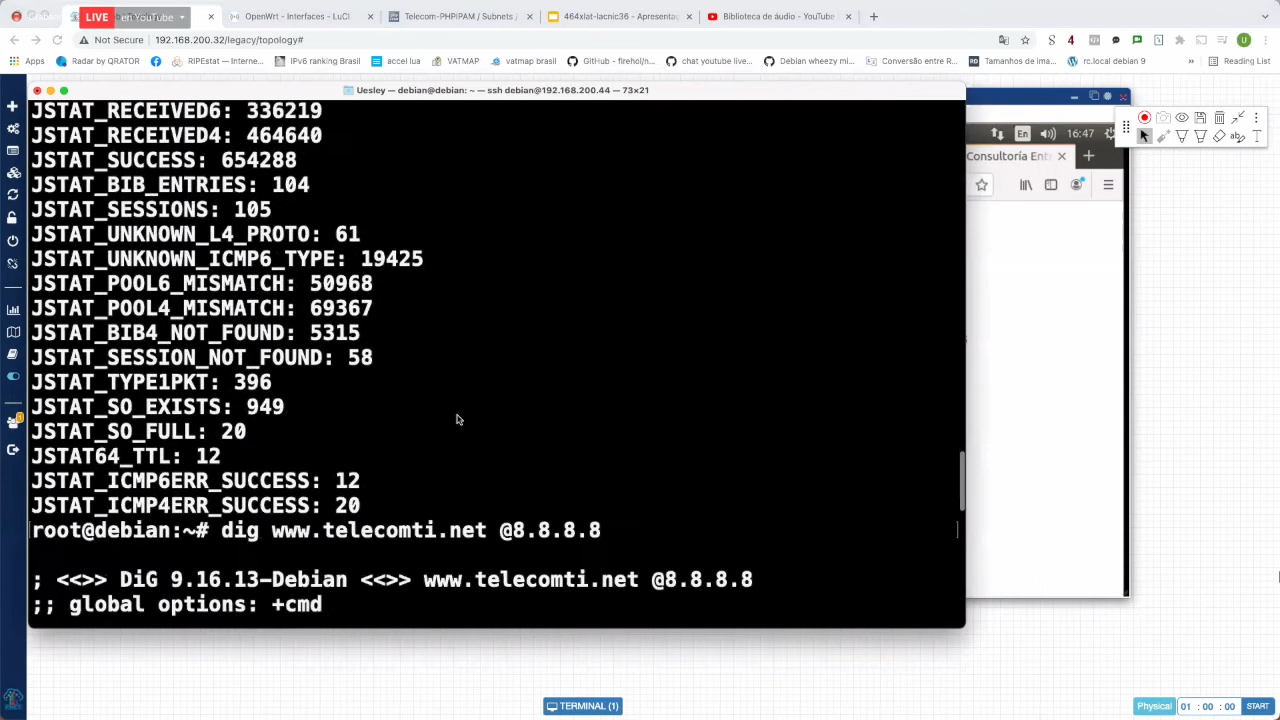 LIVE
en YouTube
OpenWrt - Interfaces - LuCI
Telecom-PHPIPAM / Subnet
464xlat-lacnic36 - Apresentaç
Biblioteca de áudio - YouTube
Not Secure
192.168.200.32/legacy/topology#
Apps
Radar by QRATOR
RIPEstat — Interne...
IPv6 ranking Brasil
accel lua
VATMAP
vatmap brasil
GitHub - firehol/n...
chat youtube live...
Debian wheezy mi...
Conversão entre R...
Tamanhos de ima...
rc.local debian 9
»
Reading List
Uesley — debian@debian: ~ — ssh debian@192.168.200.44 — 73×21
JSTAT_RECEIVED6: 336219
JSTAT_RECEIVED4: 464640
JSTAT_SUCCESS: 654288
JSTAT_BIB_ENTRIES: 104
JSTAT_SESSIONS: 105
JSTAT_UNKNOWN_L4_PROTO: 61
JSTAT_UNKNOWN_ICMP6_TYPE: 19425
JSTAT_POOL6_MISMATCH: 50968
JSTAT_POOL4_MISMATCH: 69367
JSTAT_BIB4_NOT_FOUND: 5315
JSTAT_SESSION_NOT_FOUND: 58
JSTAT_TYPE1PKT: 396
JSTAT_SO_EXISTS: 949
JSTAT_SO_FULL: 20
JSTAT64_TTL: 12
JSTAT_ICMP6ERR_SUCCESS: 12
JSTAT_ICMP4ERR_SUCCESS: 20
root@debian:~# dig www.telecomti.net @8.8.8.8
; <<>> DiG 9.16.13-Debian <<>> www.telecomti.net @8.8.8.8
;; global options: +cmd
En
16:47
Consultoría Ent
TERMINAL (1)
Physical
01 : 00 : 00
START